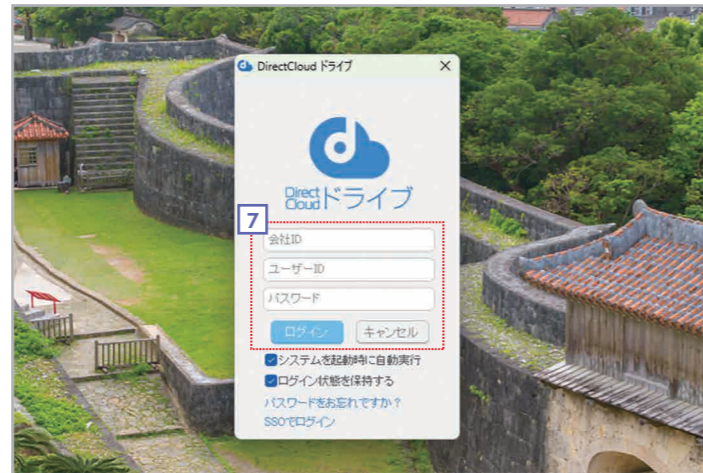 DirectCloud ドライブ
Direct
Cloud ドライブ
7
会社ID
ユーザーID
パスワード
ログイン キャンセル
システムを起動時に自動実行
ログイン状態を保持する
パスワードをお忘れですか？
SSOでログイン